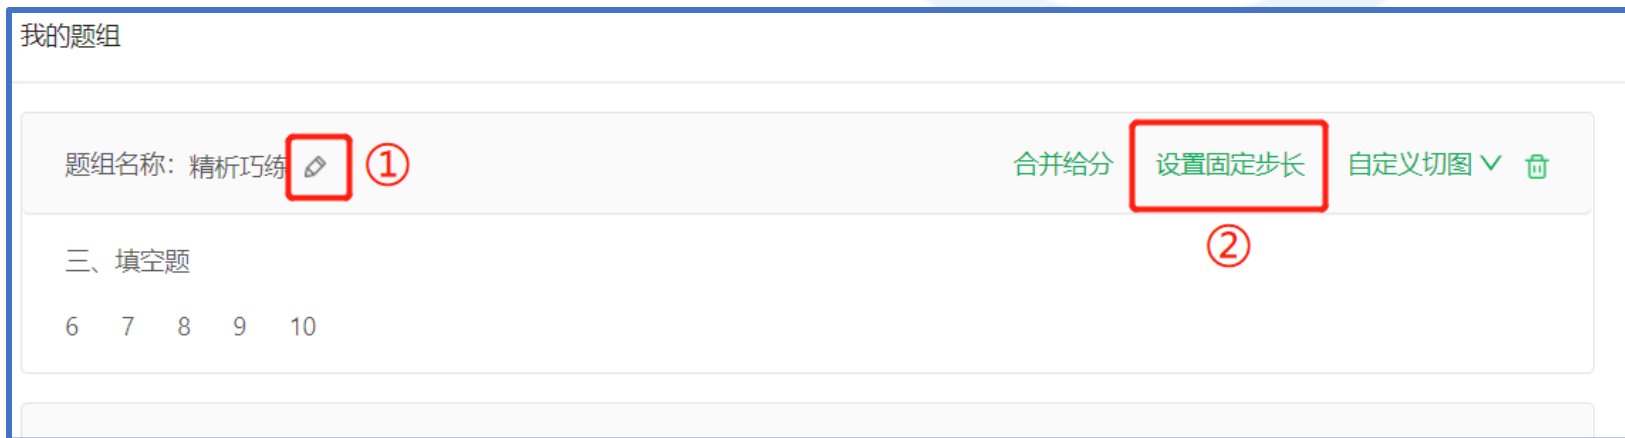 我的题组
题组名称：精析巧练 ① 合并给分 设置固定步长 自定义切图
②
三、填空题
6 7 8 9 10